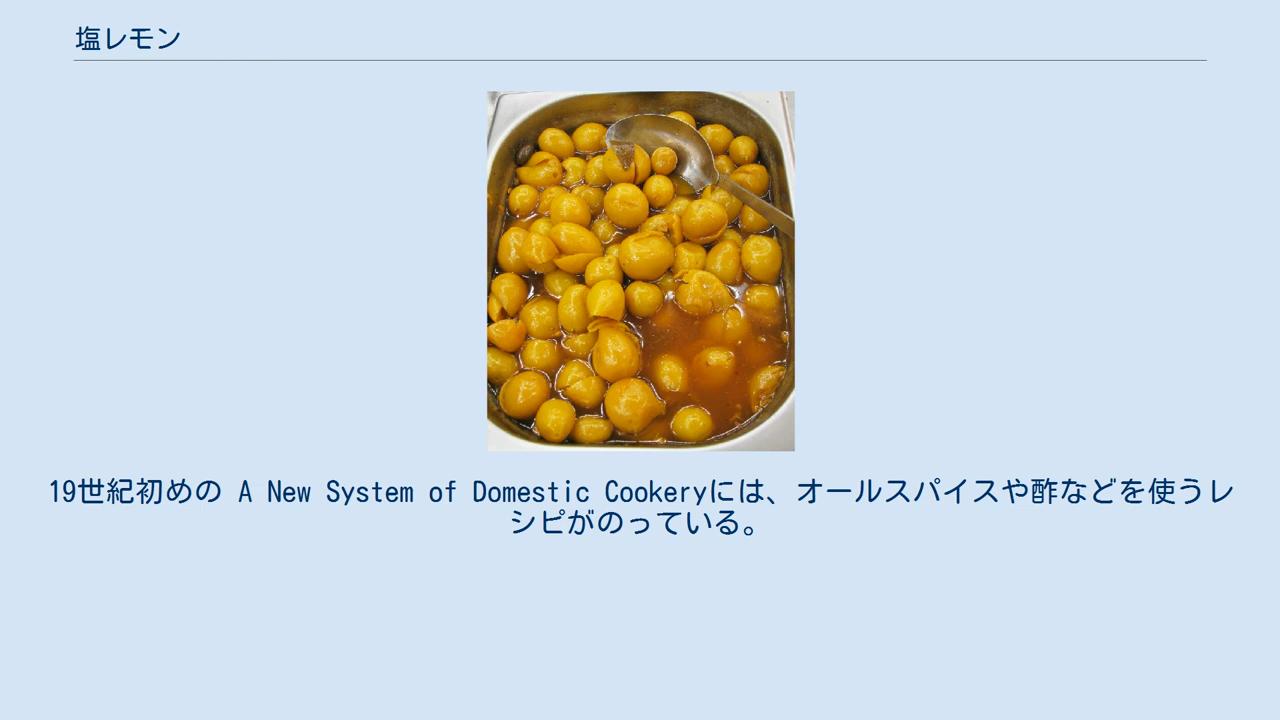 塩レモン
19世紀初めの A New System of Domestic Cookeryには、オールスパイスや酢などを使うレ
シピがのっている。